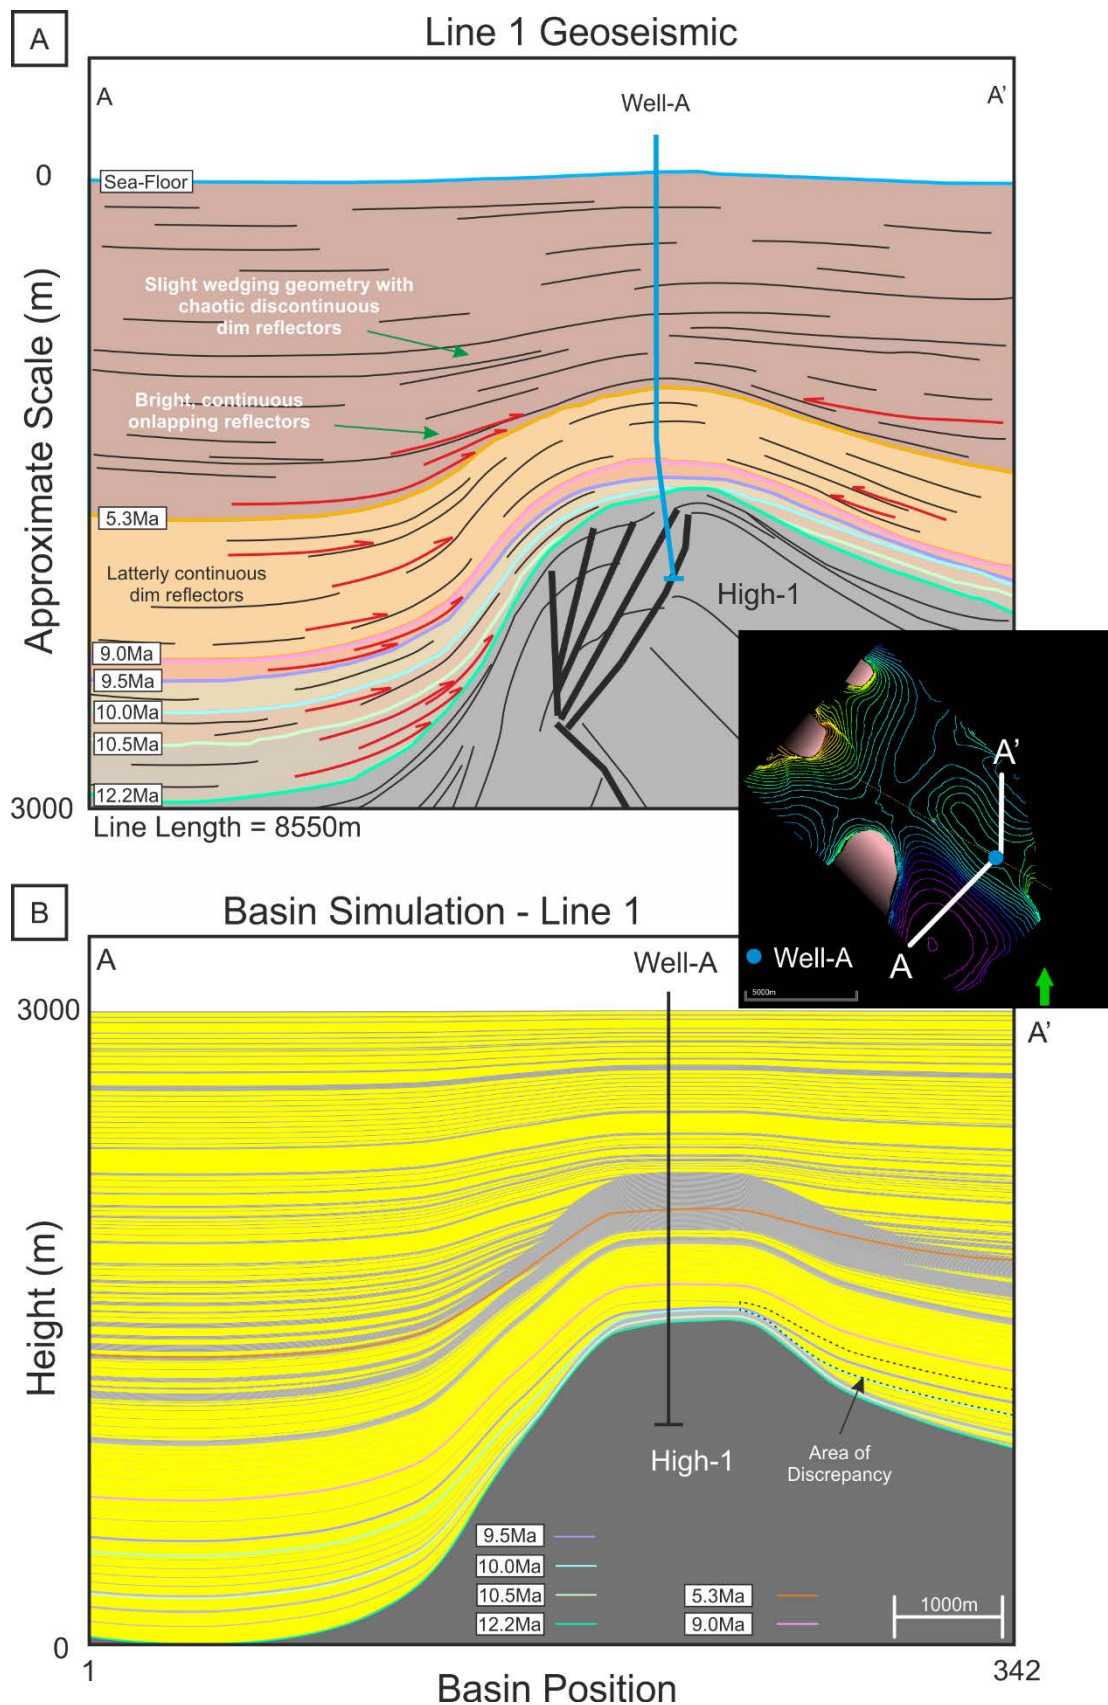 A
Line 1 Geoseismic
A
Well-A
A'
0
Sea-Floor
Slight wedging geometry with
chaotic discontinuous
dim reflectors
Bright, continuous
onlapping reflectors
Approximate Scale (m)
5.3Ma
Latterly continuous
dim reflectors
High-1
9.0Ma
9.5Ma
10.0Ma
10.5Ma
12.2Ma
3000
Line Length = 8550m
A'
A
Well-A
5000m
B
Basin Simulation - Line 1
A
Well-A
A'
3000
Height (m)
High-1
Area of
Discrepancy
9.5Ma
10.0Ma
10.5Ma
12.2Ma
5.3Ma
9.0Ma
1000m
0
1
Basin Position
342